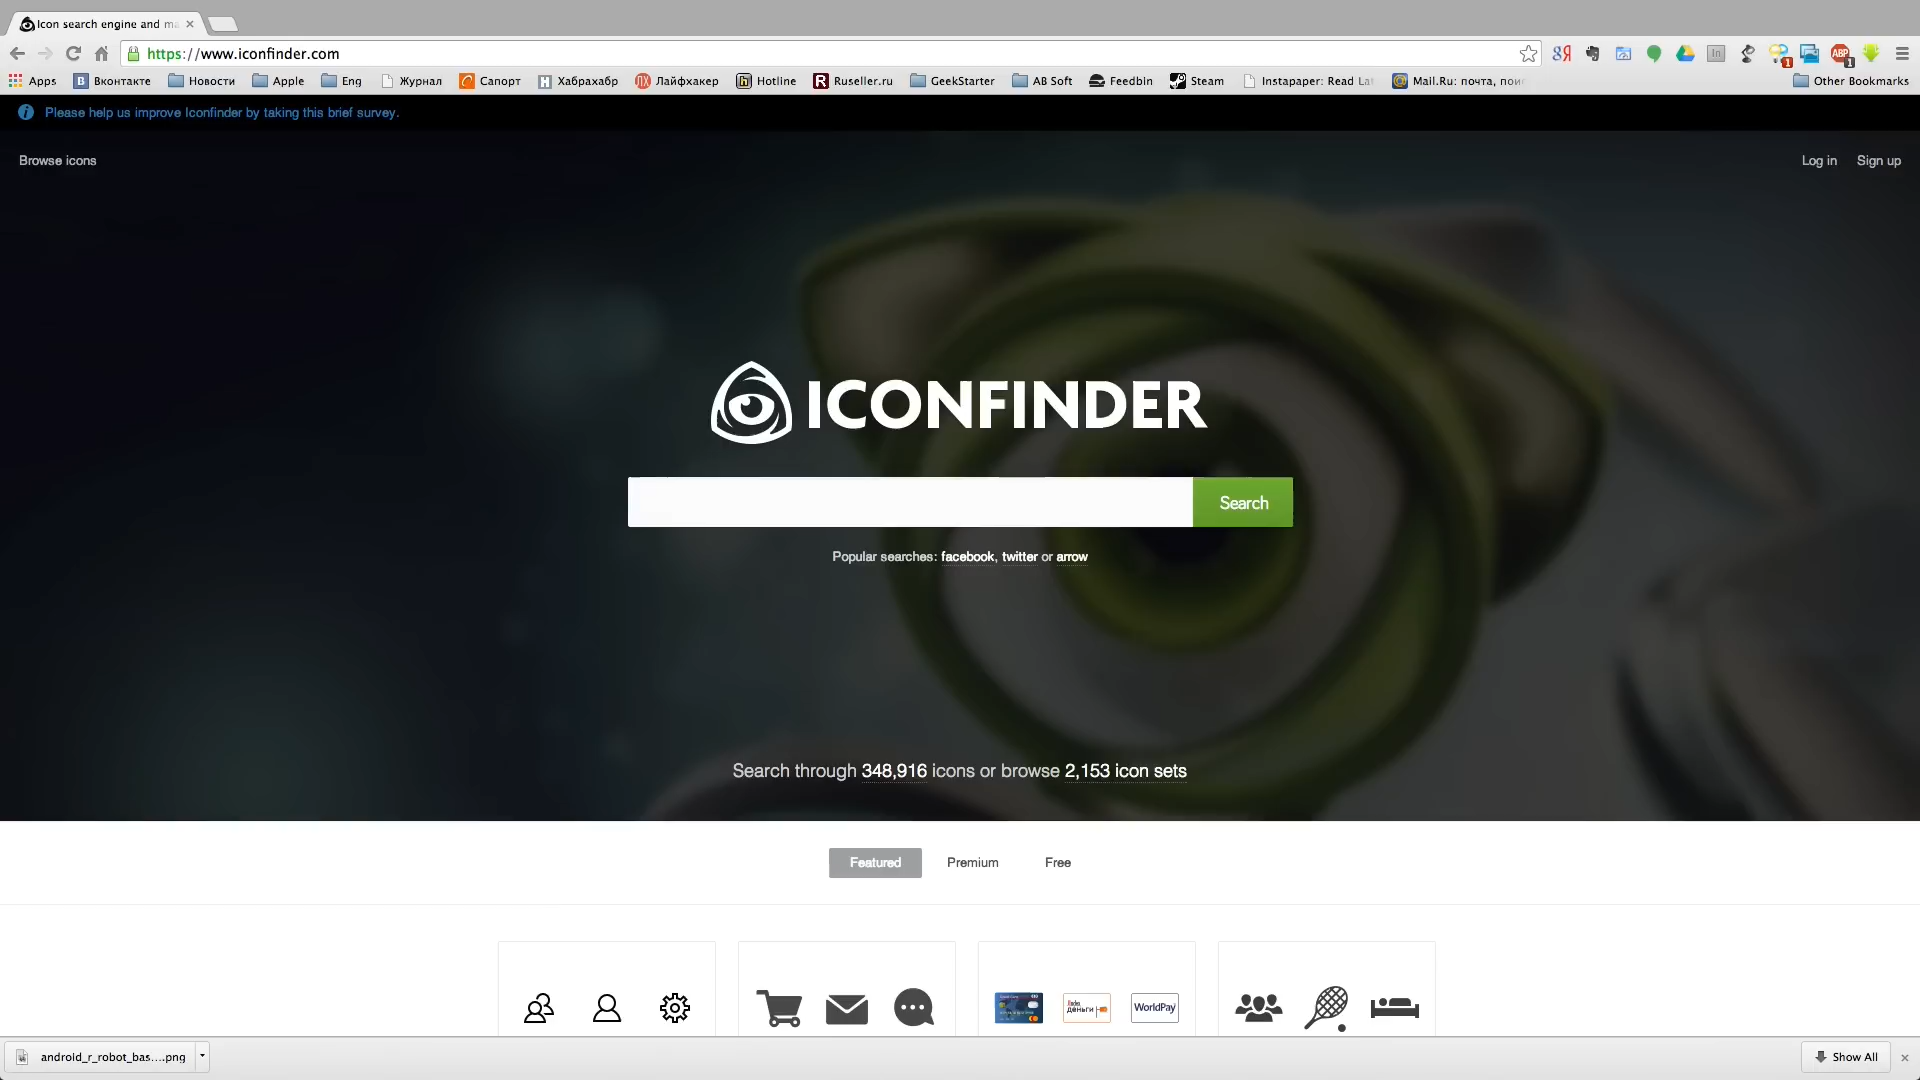 Icon search engine and ma
https://www.iconfinder.com
Apps Вконтакте Новости Apple Eng Журнал Сапорт Хабрахабр Лайфхакер Hotline Ruseller.ru GeekStarter AB Soft Feedbin Steam Instapaper: Read Lat Mail.Ru: почта, поис Other Bookmarks
Please help us improve Iconfinder by taking this brief survey.
Browse icons Log in Sign up
ICONFINDER
Search
Popular searches: facebook, twitter or arrow
Search through 348,916 icons or browse 2,153 icon sets
Featured Premium Free
WorldPay
android_r_robot_bas....png Show All